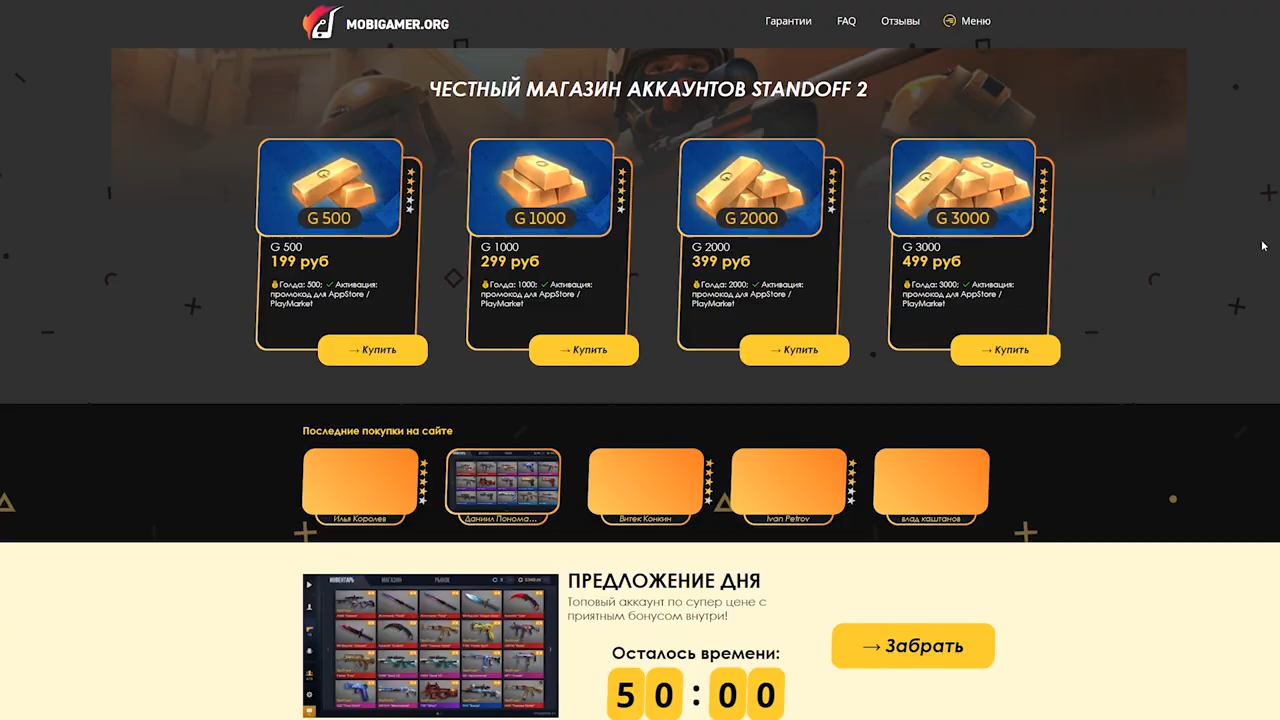 MOBIGAMER.ORG
Гарантии FAQ Отзывы Меню
ЧЕСТНЫЙ МАГАЗИН АККАУНТОВ STANDOFF 2
G 500 G 1000 G 2000 G 3000
G 500
199 руб
Голда: 500; ✓ Активация:
промокод для AppStore /
PlayMarket
→ Купить
G 1000
299 руб
Голда: 1000; ✓ Активация:
промокод для AppStore /
PlayMarket
→ Купить
G 2000
399 руб
Голда: 2000; ✓ Активация:
промокод для AppStore /
PlayMarket
→ Купить
G 3000
499 руб
Голда: 3000; ✓ Активация:
промокод для AppStore /
PlayMarket
→ Купить
Последние покупки на сайте
Илья Королев
Даниил Понома...
Витек Конкин
Ivan Petrov
влад каштанов
ИНВЕНТАРЬ МАГАЗИН РЫНОК
ПРЕДЛОЖЕНИЕ ДНЯ
Топовый аккаунт по супер цене с
приятным бонусом внутри!
Осталось времени:
50:00
→ Забрать